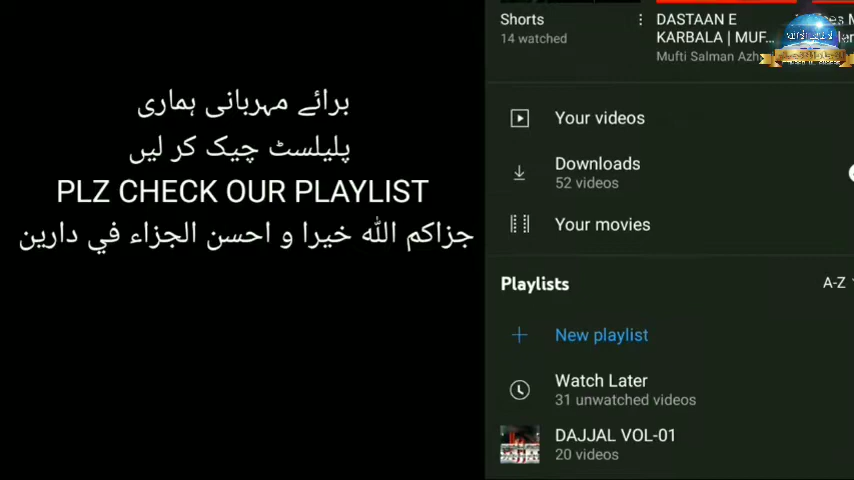 برائے مہربانی ہماری
پلیلسٹ چیک کر لیں
PLZ CHECK OUR PLAYLIST
جزاكم الله خيرا و احسن الجزاء في دارين
Shorts
14 watched
DASTAAN E
KARBALA | MUF...
Mufti Salman Azh
Your videos
Downloads
52 videos
Your movies
Playlists
A-Z
New playlist
Watch Later
31 unwatched videos
DAJJAL VOL-01
20 videos